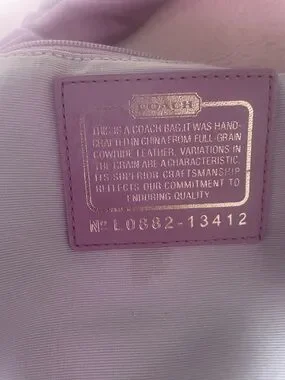 COACH
THIS IS A COACH BAG.IT WAS HAND-
CRAFTED IN CHINA FROM FULL-GRAIN
COWHIDE LEATHER. VARIATIONS IN
THE GRAIN ARE A CHARACTERISTIC.
ITS SUPERIOR CRAFTSMANSHIP
REFLECTS OUR COMMITMENT TO
ENDURING QUALITY.
Nº L0882-13412